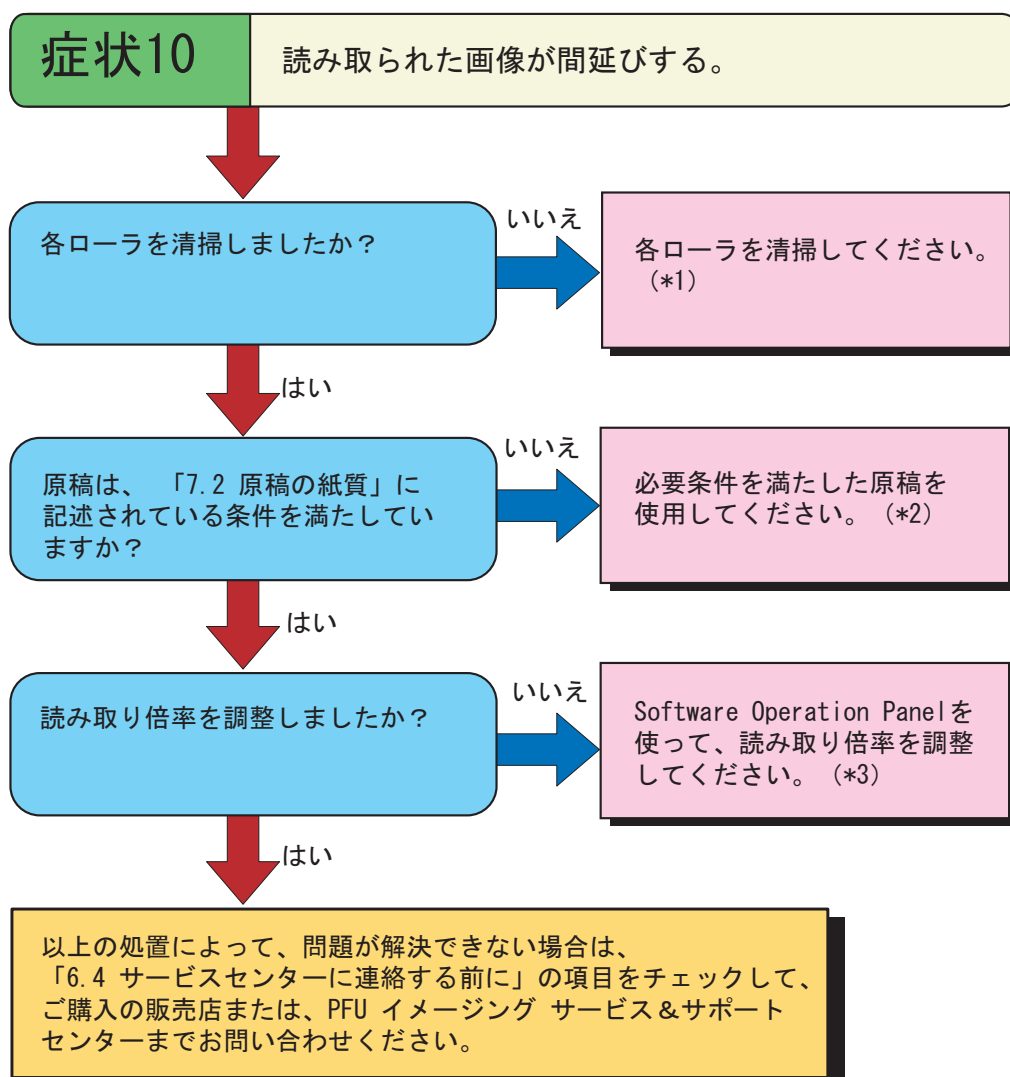 症状10
読み取られた画像が間延びする。
各ローラを清掃しましたか？
いいえ
各ローラを清掃してください。
（*1）
はい
原稿は、「7.2 原稿の紙質」に
記述されている条件を満たしてい
ますか？
いいえ
必要条件を満たした原稿を
使用してください。（*2）
はい
読み取り倍率を調整しましたか？
いいえ
Software Operation Panelを
使って、読み取り倍率を調整
してください。（*3）
はい
以上の処置によって、問題が解決できない場合は、
「6.4 サービスセンターに連絡する前に」の項目をチェックして、
ご購入の販売店または、PFU イメージング サービス＆サポート
センターまでお問い合わせください。